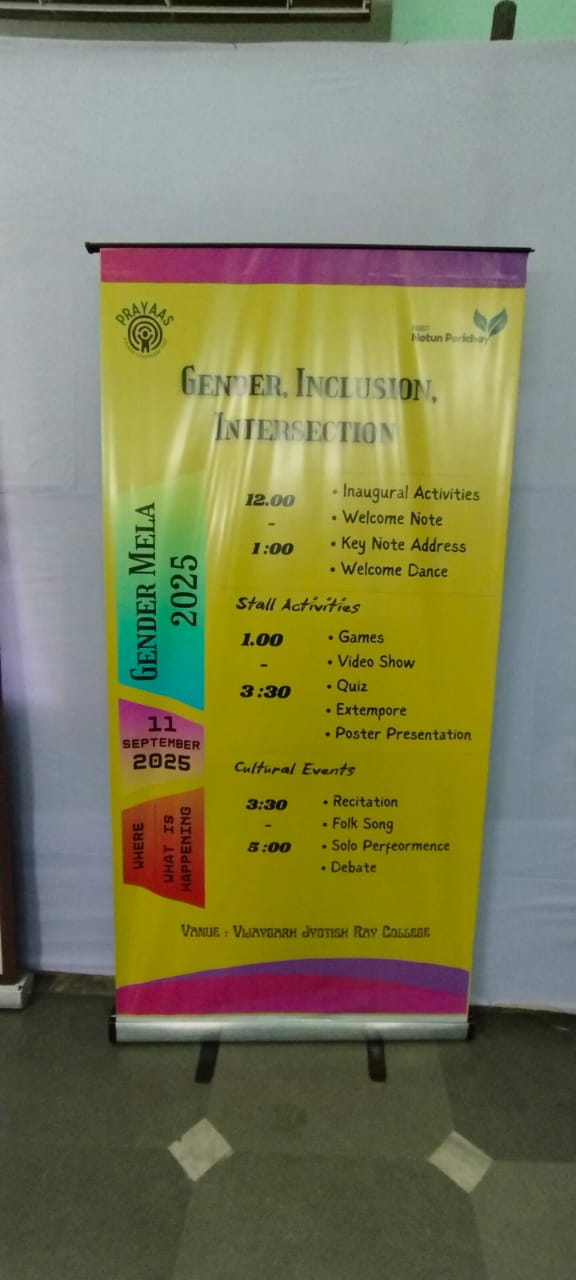 PRAYAAS
Notun Porichoy
GENDER, INCLUSION,
INTERSECTION
GENDER MELA
2025
11
SEPTEMBER
2025
WHERE
WHAT IS
HAPPENING
12.00
-
1:00
• Inaugural Activities
• Welcome Note
• Key Note Address
• Welcome Dance
Stall Activities
1.00
-
3:30
• Games
• Video Show
• Quiz
• Extempore
• Poster Presentation
Cultural Events
3:30
-
5:00
• Recitation
• Folk Song
• Solo Perfeormence
• Debate
VANUE : VIJAYGARH JYOTISH RAY COLLEGE